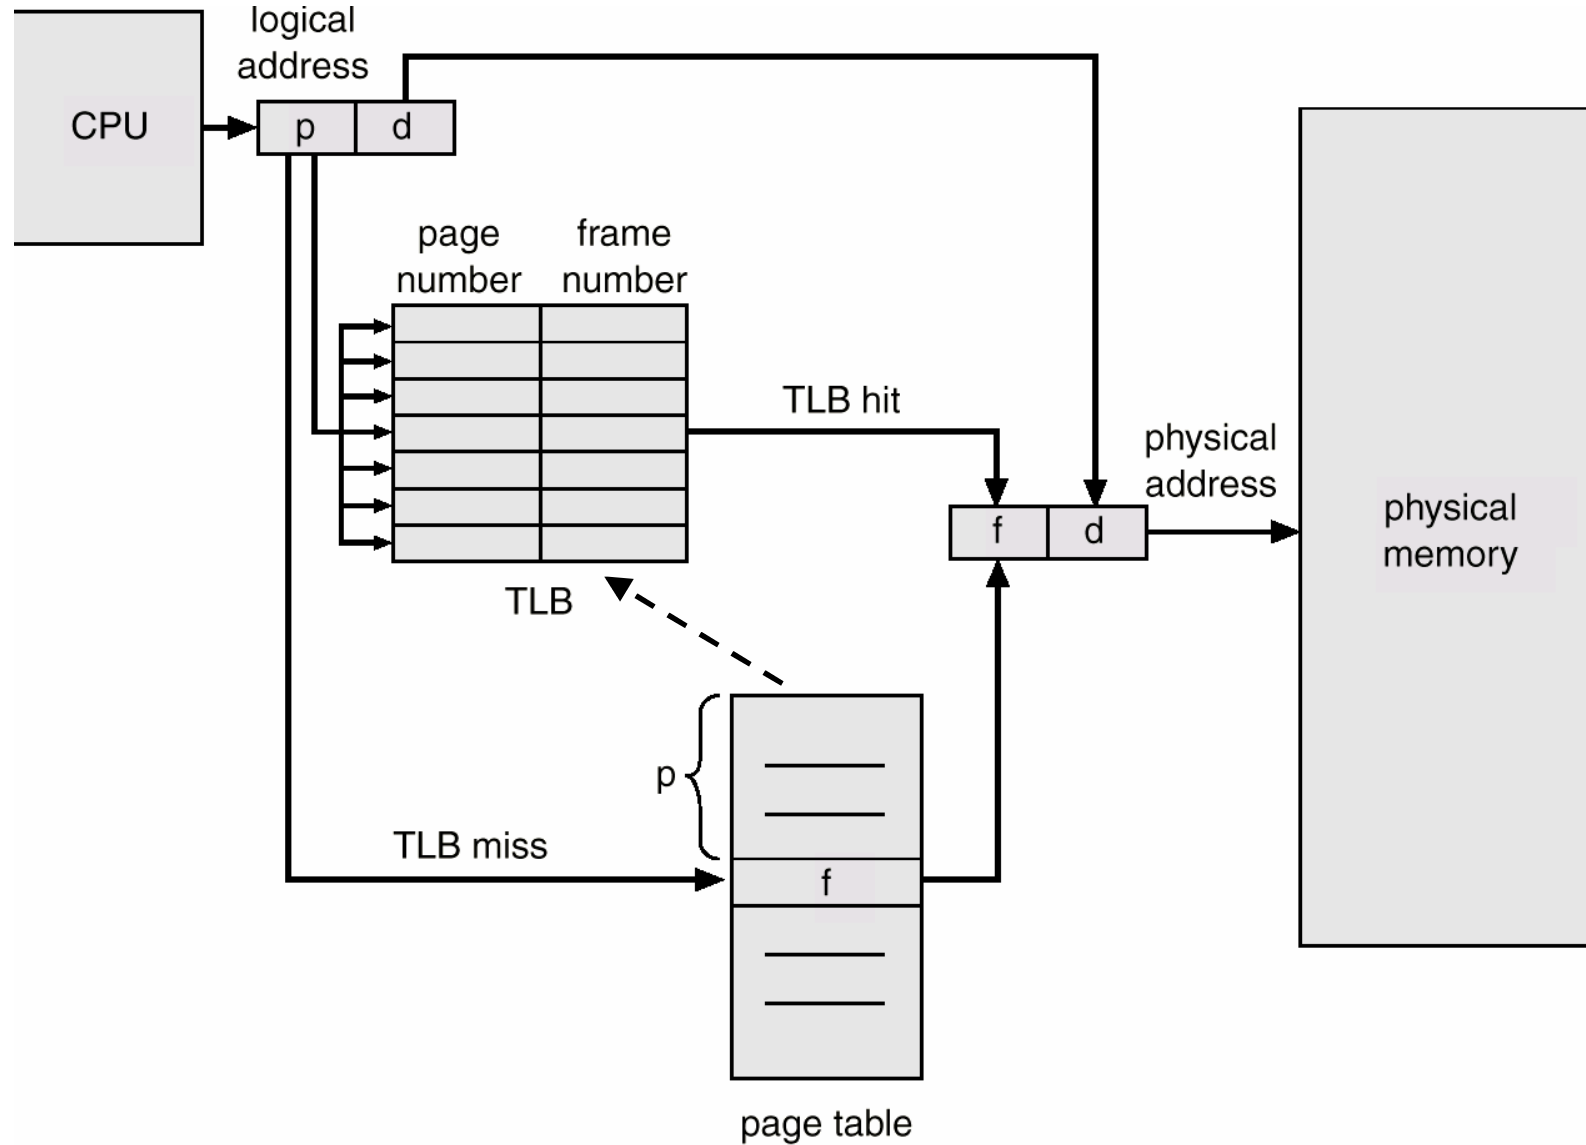 logical
address
CPU
p
d
page
number
frame
number
TLB hit
physical
address
f
d
physical
memory
TLB
p
TLB miss
f
page table